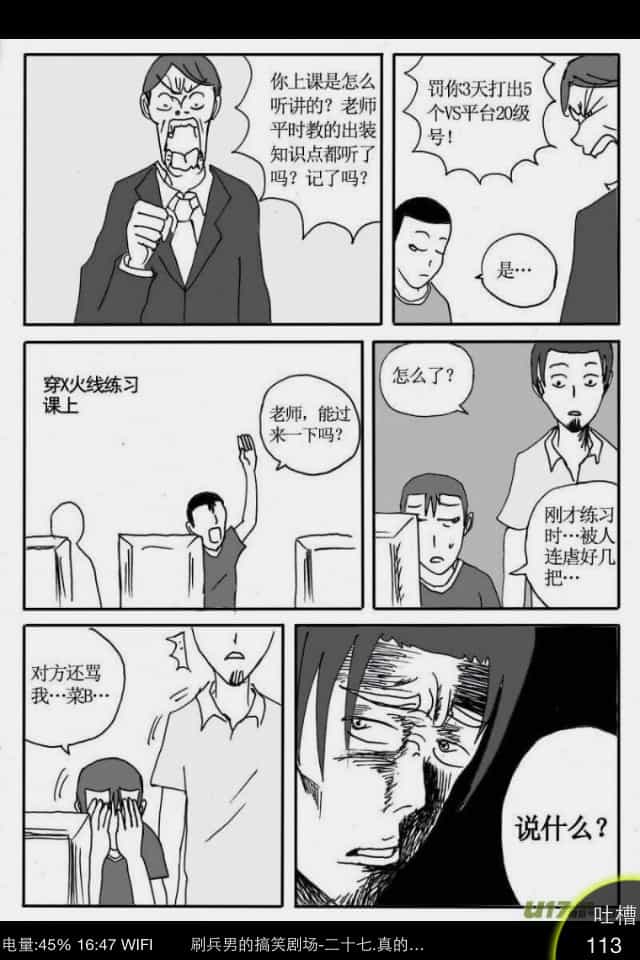 你上课是怎么
听讲的？老师
平时教的出装
知识点都听了
吗？记了吗？
罚你3天打出5
个VS平台20级
号！
是…
穿X火线练习
课上
老师，能过
来一下吗？
怎么了？
刚才练习
时…被人
连虐好几
把…
对方还骂
我…菜B…
说什么？
U17
吐槽
113
电量:45% 16:47 WIFI
刷兵男的搞笑剧场-二十七.真的…